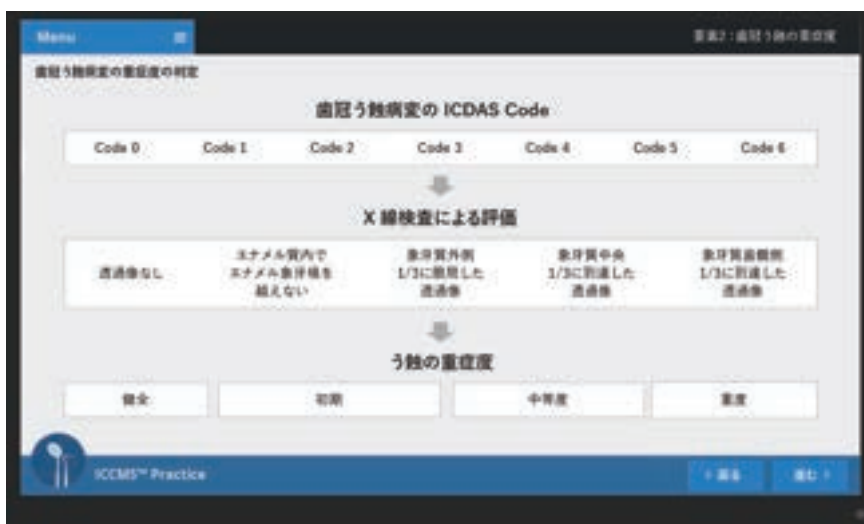 Menu
要素2：歯冠う蝕の重症度
歯冠う蝕病変の重症度の判定
歯冠う蝕病変の ICDAS Code
Code 0 Code 1 Code 2 Code 3 Code 4 Code 5 Code 6
X 線検査による評価
透過像なし
エナメル質内で
エナメル象牙境を
越えない
象牙質外側
1/3に限局した
透過像
象牙質中央
1/3に到達した
透過像
象牙質歯髄側
1/3に到達した
透過像
う蝕の重症度
健全 初期 中等度 重度
ICCMS™ Practice
戻る 進む